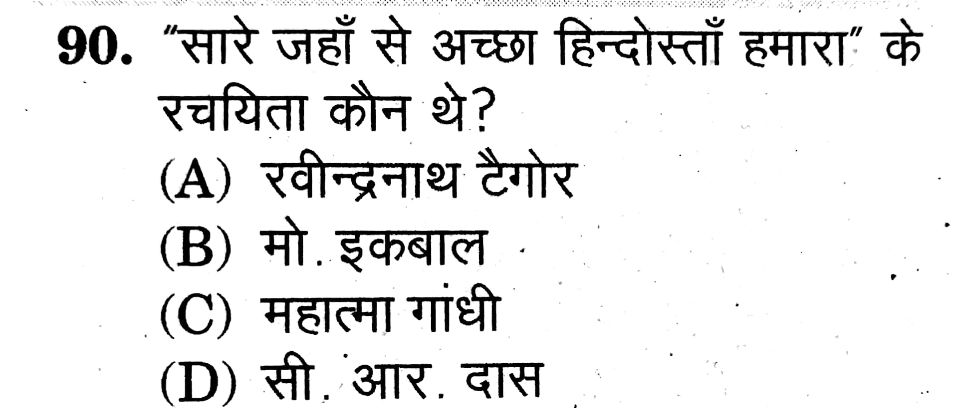 90. "सारे जहाँ से अच्छा हिन्दोस्ताँ हमारा" के
रचयिता कौन थे?
(A) रवीन्द्रनाथ टैगोर
(B) मो. इकबाल
(C) महात्मा गांधी
(D) सी. आर. दास